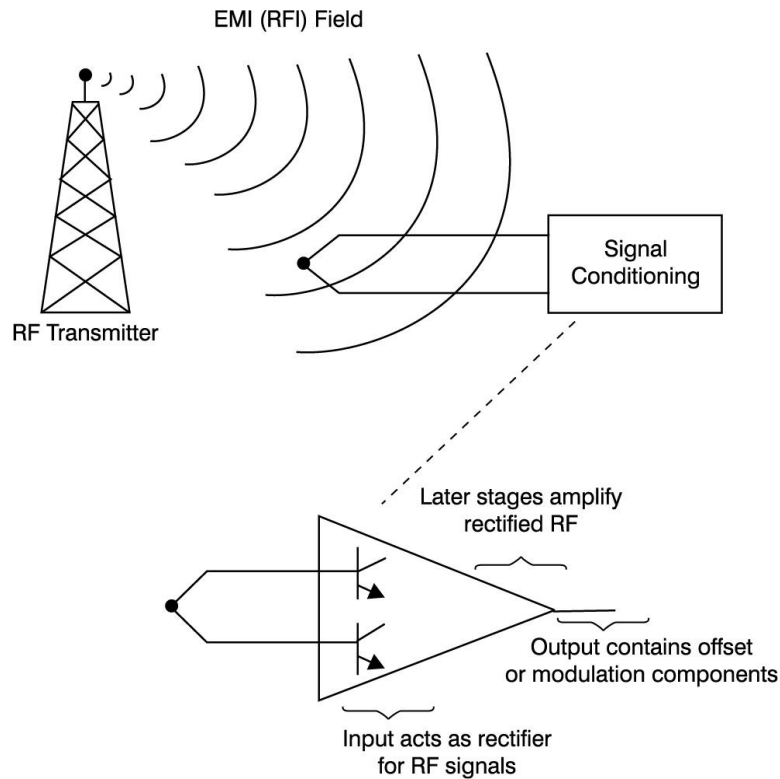 EMI (RFI) Field
RF Transmitter
Signal
Conditioning
Later stages amplify
rectified RF
Output contains offset
or modulation components
Input acts as rectifier
for RF signals